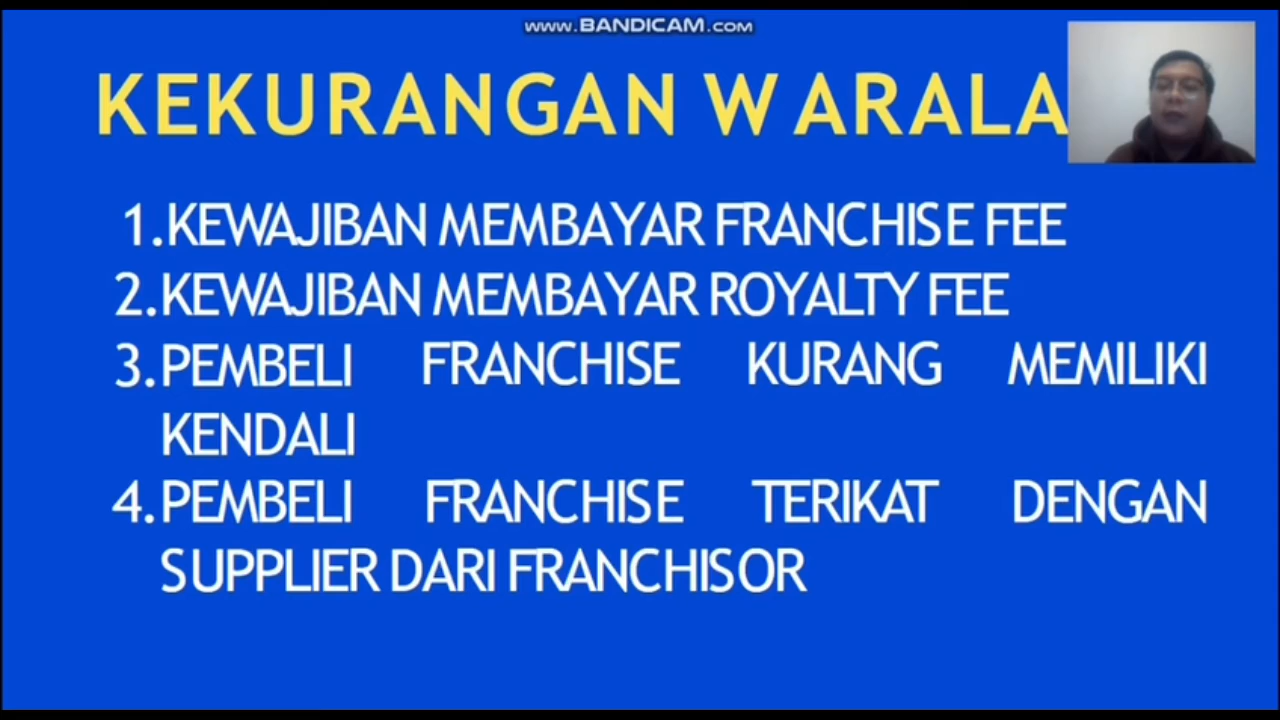 www.BANDICAM.com
KEKURANGAN WARALA
1.KEWAJIBAN MEMBAYAR FRANCHISE FEE
2.KEWAJIBAN MEMBAYAR ROYALTY FEE
3.PEMBELI FRANCHISE KURANG MEMILIKI
KENDALI
4.PEMBELI FRANCHISE TERIKAT DENGAN
SUPPLIER DARI FRANCHISOR